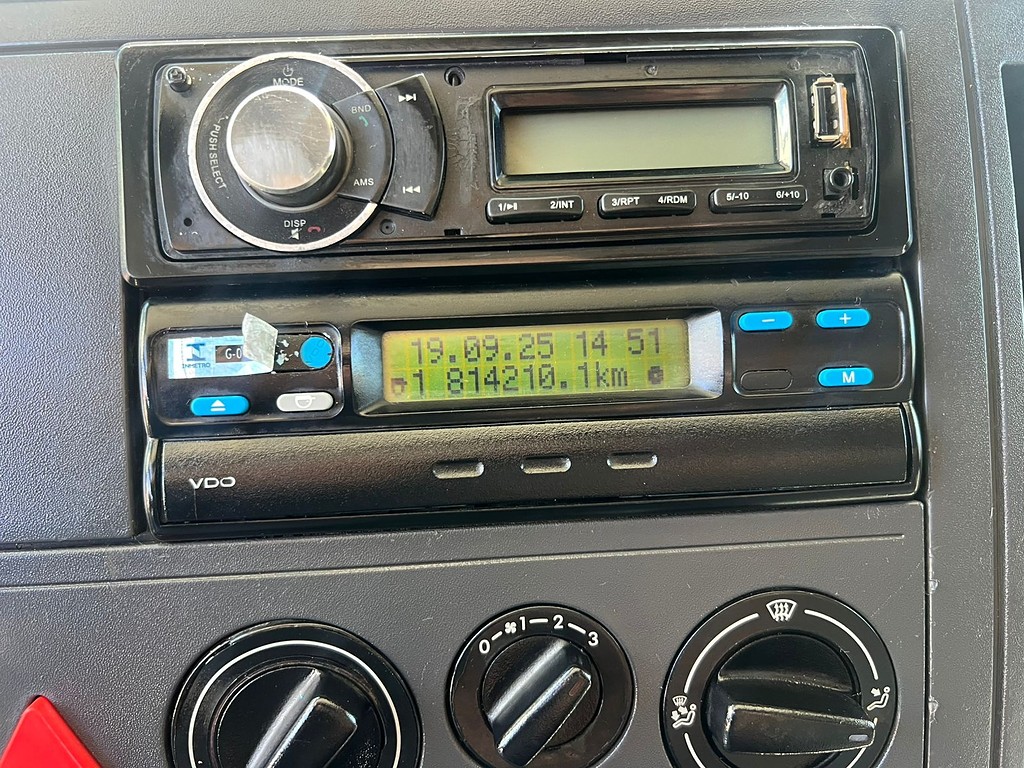 MODE
BND
PUSH SELECT
AMS
DISP
1/▶II
2/INT
3/RPT
4/RDM
5/-10
6/+10
19.09.25 14 51
1 814210.1km
INMETRO
G-0
− +
M
VDO
0 1 2 3